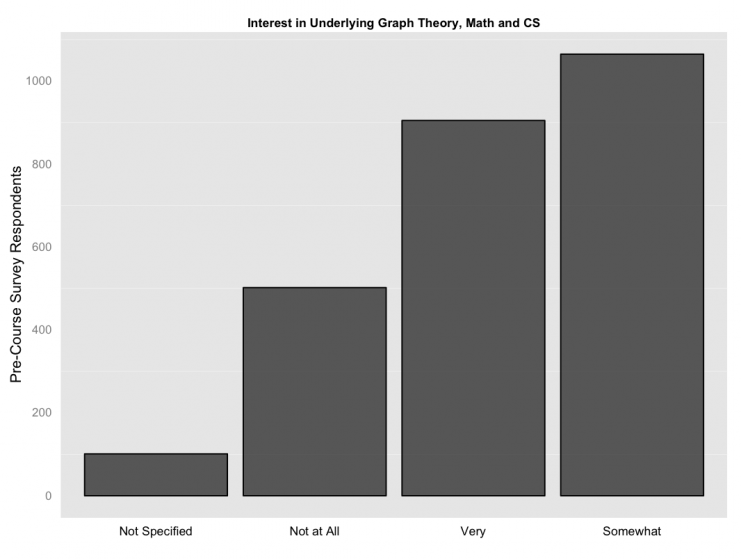 Interest in Underlying Graph Theory, Math and CS
Pre-Course Survey Respondents
1000
800
600
400
200
0
Not Specified
Not at All
Very
Somewhat